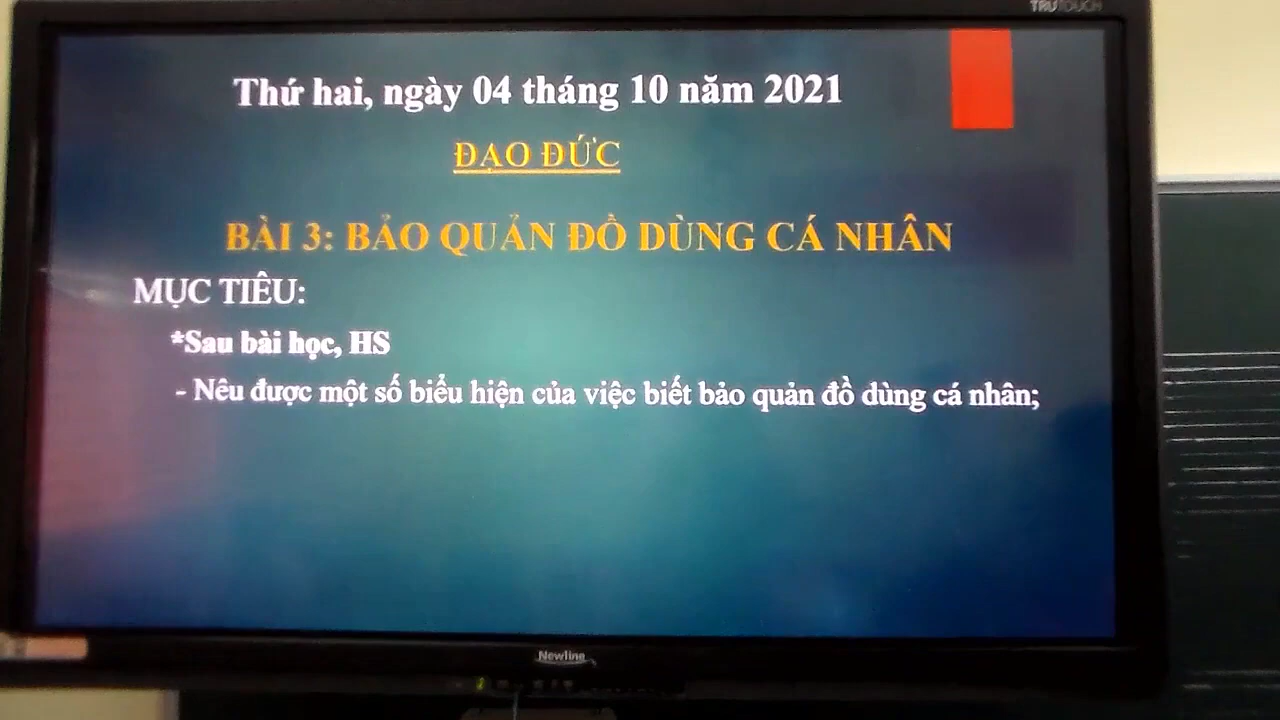 TRUTOUCH
Thứ hai, ngày 04 tháng 10 năm 2021
ĐẠO ĐỨC
BÀI 3: BẢO QUẢN ĐỒ DÙNG CÁ NHÂN
MỤC TIÊU:
*Sau bài học, HS
- Nêu được một số biểu hiện của việc biết bảo quản đồ dùng cá nhân;
Newline